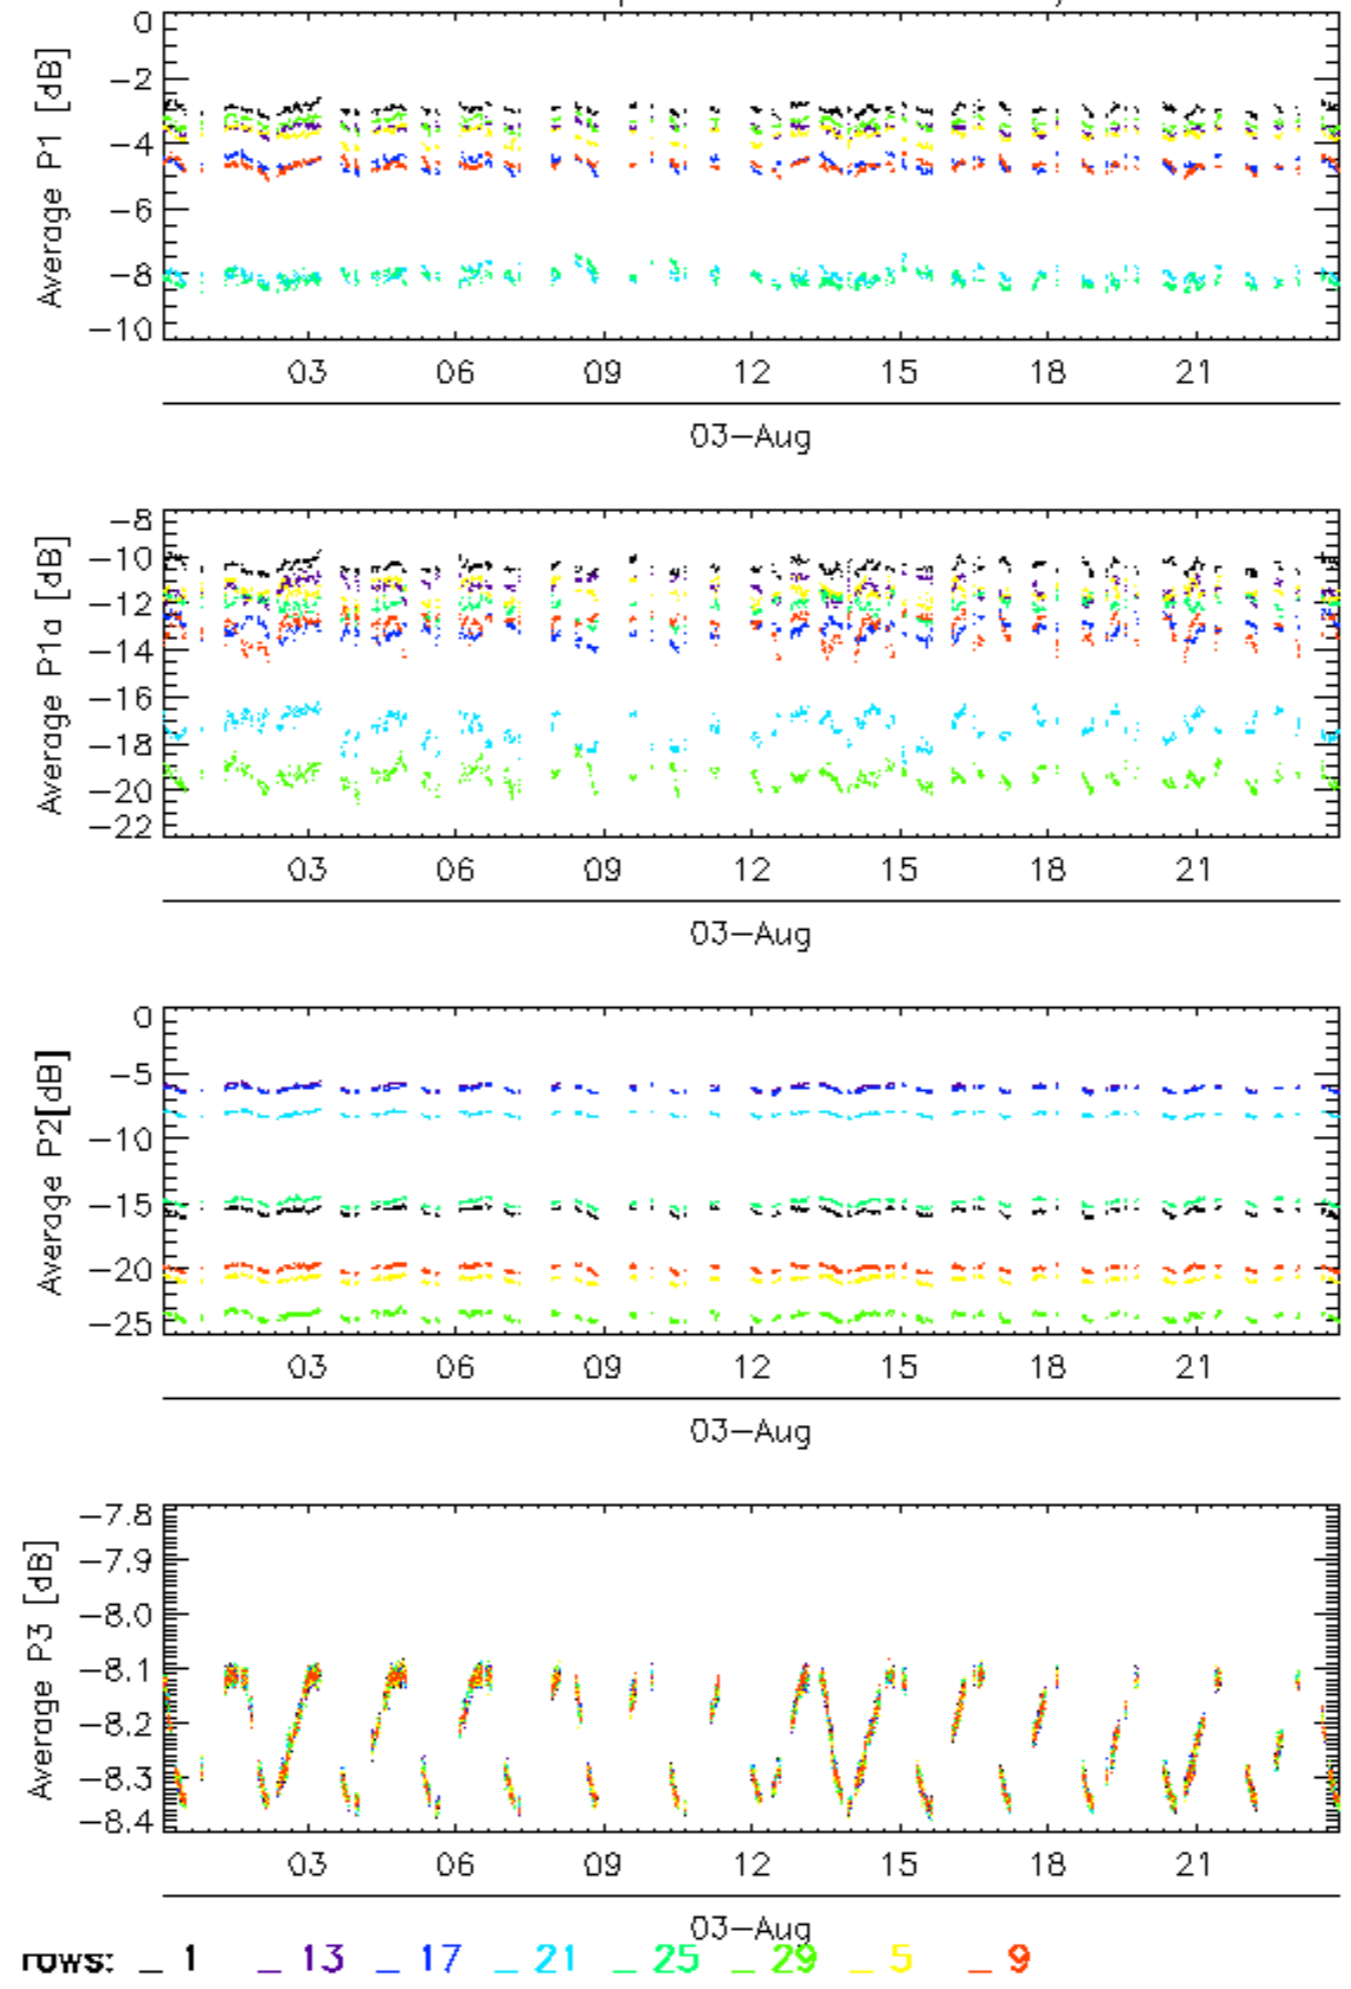 Average P1 [dB]
0
−2
−4
−6
−8
−10
03 06 09 12 15 18 21
03−Aug
Average P1a [dB]
−8
−10
−12
−14
−16
−18
−20
−22
03 06 09 12 15 18 21
03−Aug
Average P2[dB]
0
−5
−10
−15
−20
−25
03 06 09 12 15 18 21
03−Aug
Average P3 [dB]
−7.8
−7.9
−8.0
−8.1
−8.2
−8.3
−8.4
03 06 09 12 15 18 21
03−Aug
rows: _ 1 _ 13 _ 17 _ 21 _ 25 _ 29 _ 5 _ 9